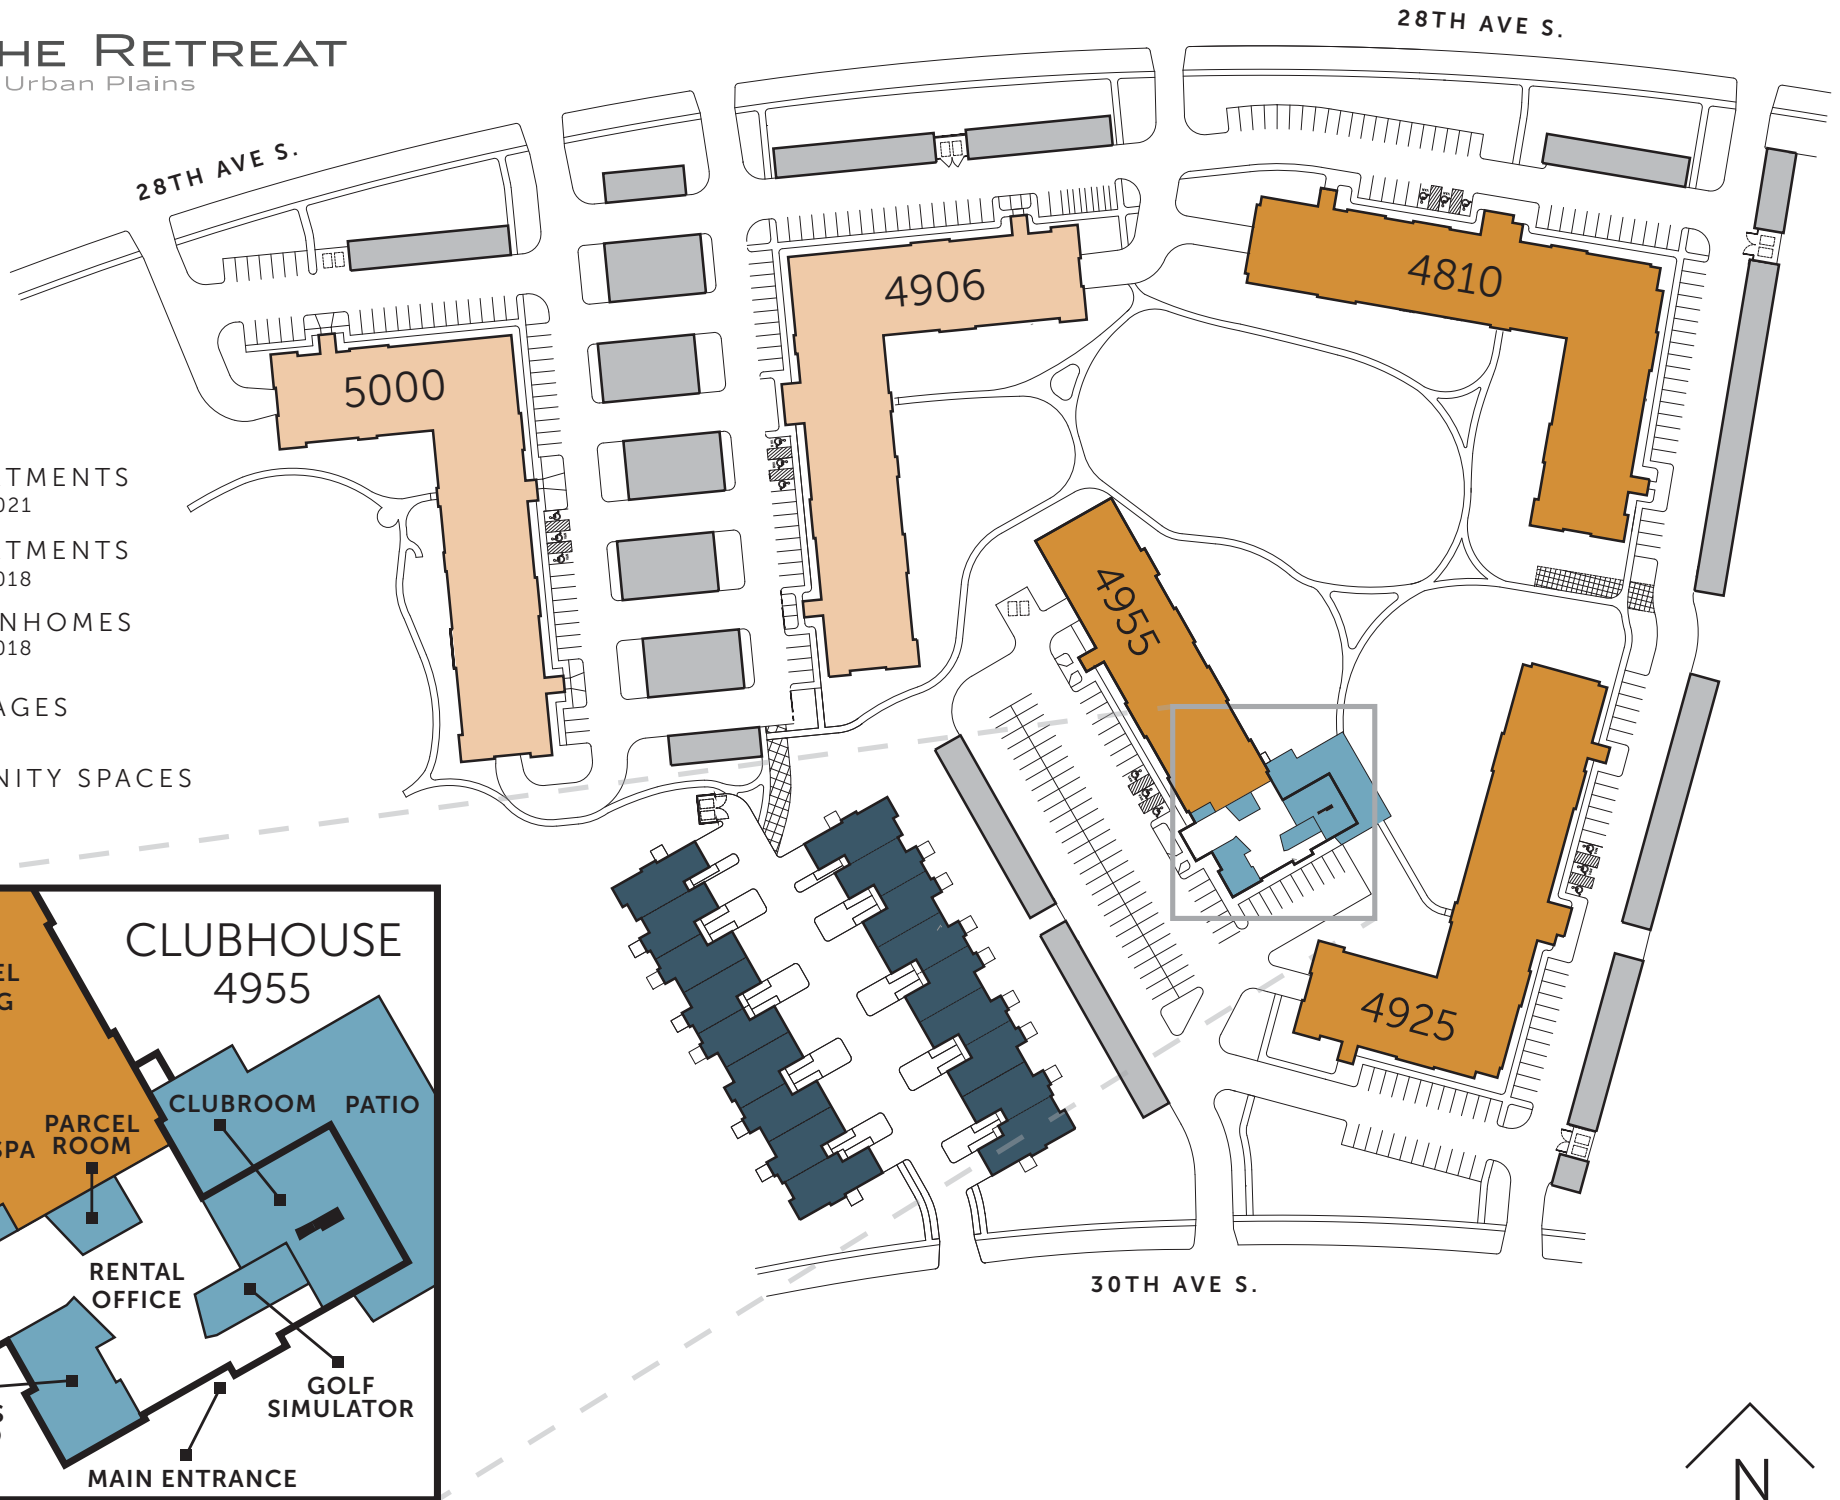 HE RETREAT
Urban Plains
28TH AVE S.
28TH AVE S.
5000
4906
4810
4955
4925
TMENTS
021
TMENTS
018
NHOMES
018
AGES
NITY SPACES
CLUBHOUSE
4955
EL
G
CLUBROOM
PATIO
PARCEL
ROOM
SPA
RENTAL
OFFICE
GOLF
SIMULATOR
S
MAIN ENTRANCE
30TH AVE S.
N